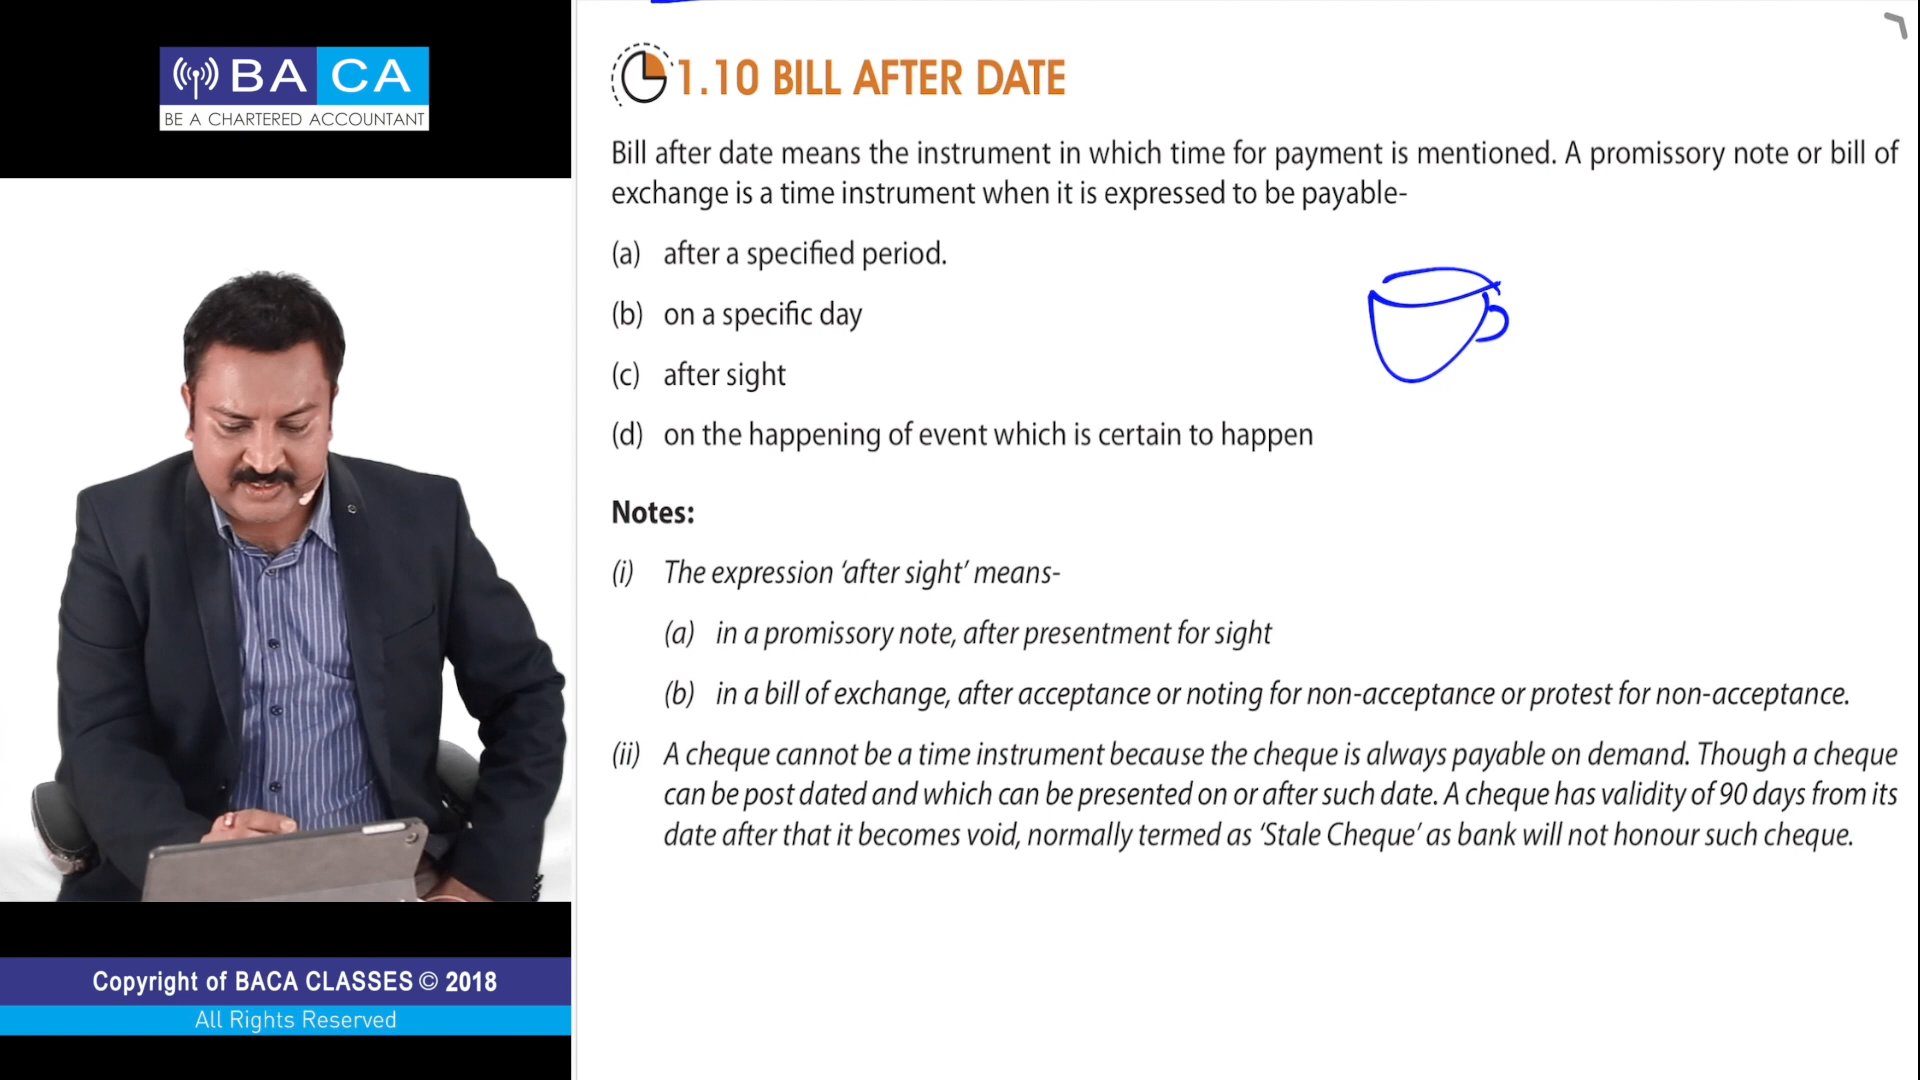 BA CA
BE A CHARTERED ACCOUNTANT
1.10 BILL AFTER DATE
Bill after date means the instrument in which time for payment is mentioned. A promissory note or bill of
exchange is a time instrument when it is expressed to be payable-
(a) after a specified period.
(b) on a specific day
(c) after sight
(d) on the happening of event which is certain to happen
Notes:
(i) The expression ‘after sight’ means-
(a) in a promissory note, after presentment for sight
(b) in a bill of exchange, after acceptance or noting for non-acceptance or protest for non-acceptance.
(ii) A cheque cannot be a time instrument because the cheque is always payable on demand. Though a cheque
can be post dated and which can be presented on or after such date. A cheque has validity of 90 days from its
date after that it becomes void, normally termed as ‘Stale Cheque’ as bank will not honour such cheque.
Copyright of BACA CLASSES © 2018
All Rights Reserved